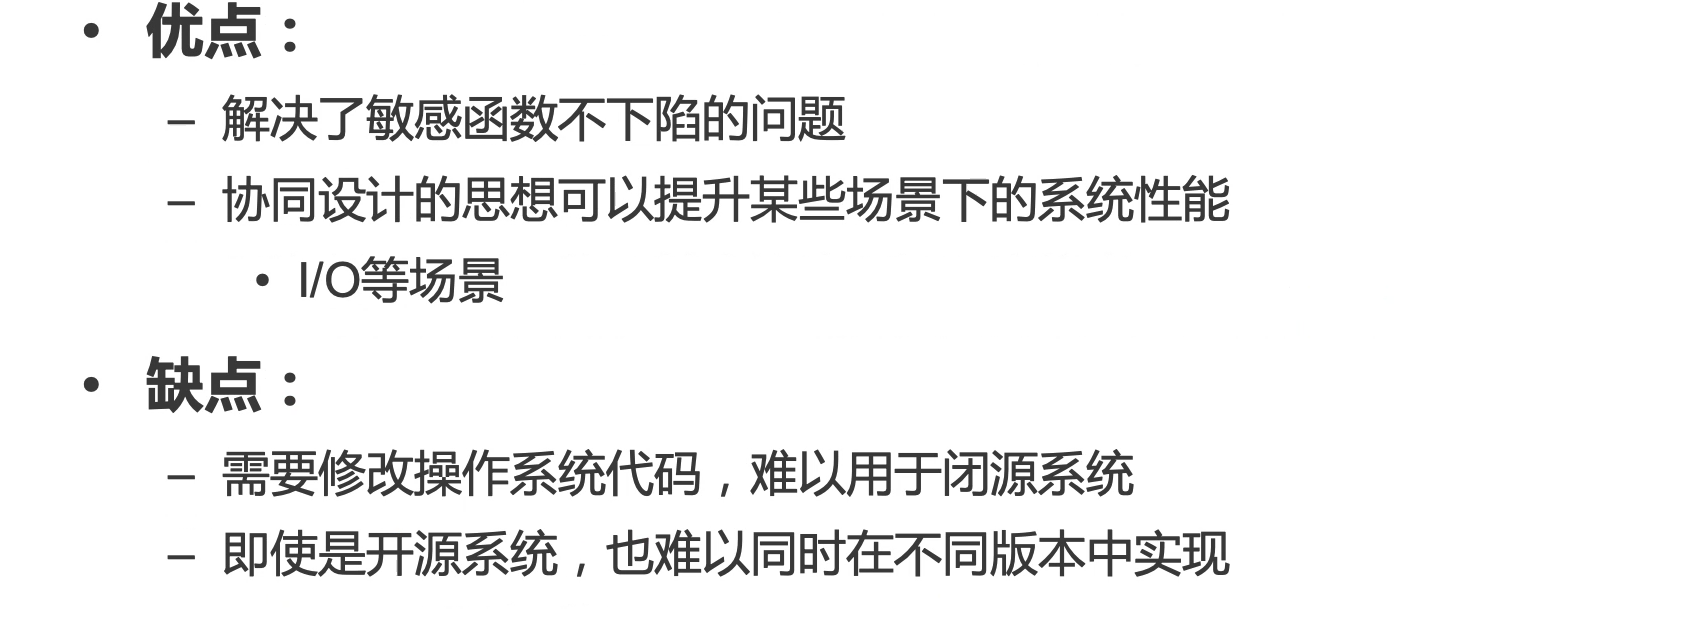 • 优点：
– 解决了敏感函数不下陷的问题
– 协同设计的思想可以提升某些场景下的系统性能
• I/O等场景
• 缺点：
– 需要修改操作系统代码，难以用于闭源系统
– 即使是开源系统，也难以同时在不同版本中实现